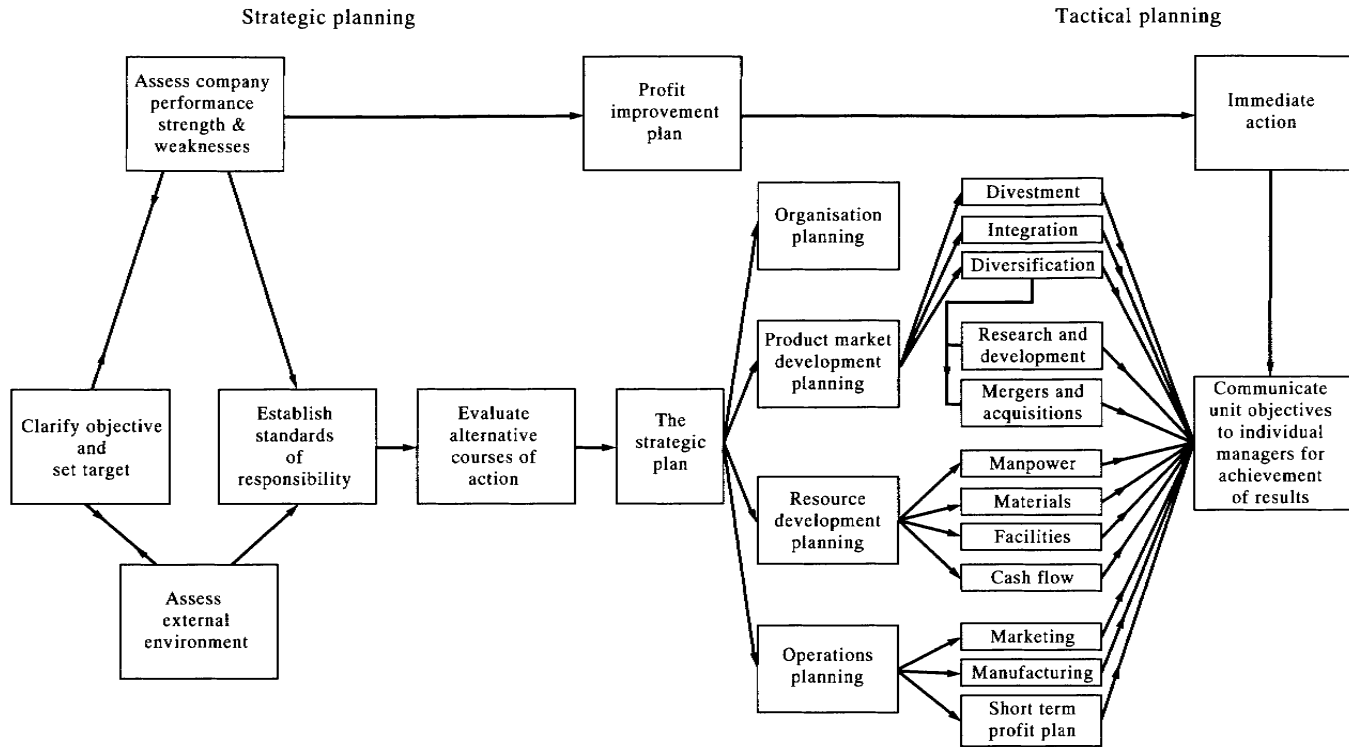 Strategic planning
Tactical planning
Assess company
performance
strength &
weaknesses
Profit
improvement
plan
Immediate
action
Organisation
planning
Divestment
Integration
Diversification
Product market
development
planning
Research and
development
Mergers and
acquisitions
Clarify objective
and
set target
Establish
standards
of
responsibility
Evaluate
alternative
courses of
action
The
strategic
plan
Communicate
unit objectives
to individual
managers for
achievement
of results
Resource
development
planning
Manpower
Materials
Facilities
Cash flow
Assess
external
environment
Operations
planning
Marketing
Manufacturing
Short term
profit plan